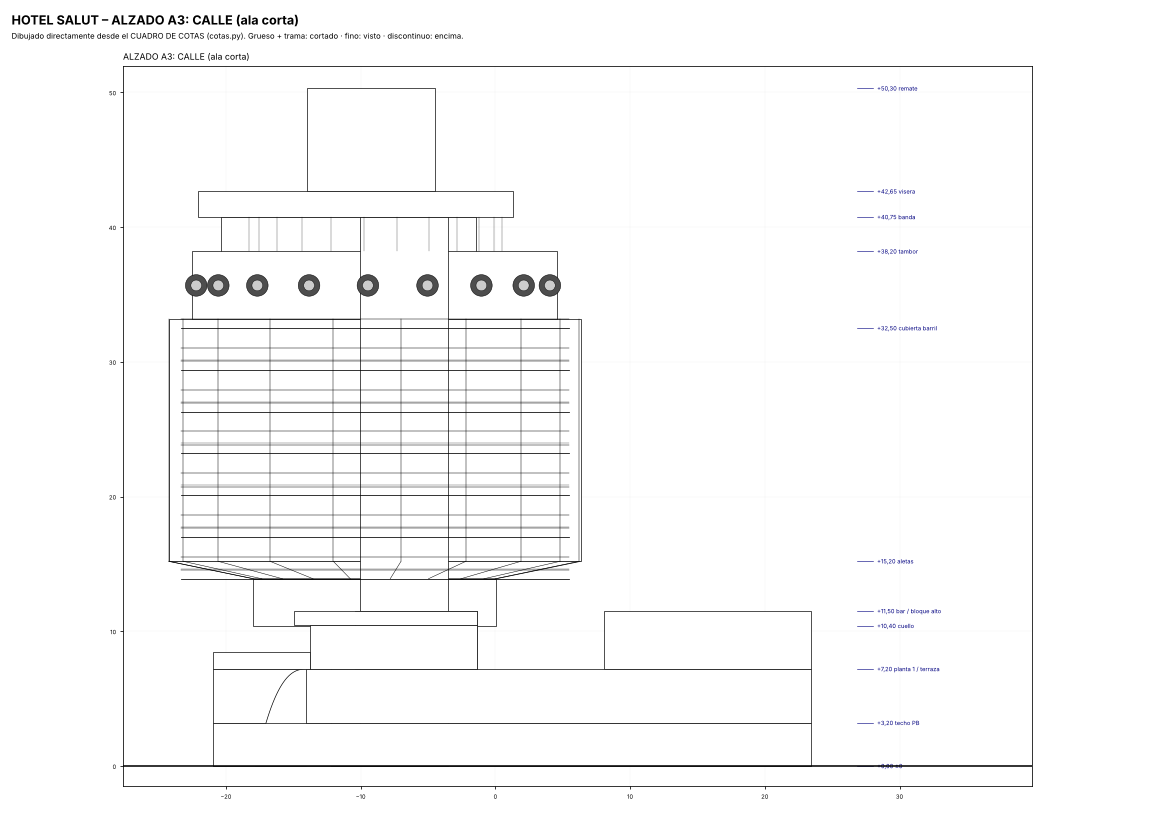 HOTEL SALUT – ALZADO A3: CALLE (ala corta)
Dibujado directamente desde el CUADRO DE COTAS (cotas.py). Grueso + trama: cortado · fino: visto · discontinuo: encima.
ALZADO A3: CALLE (ala corta)
50
+50,30 remate
+42,65 visera
+40,75 banda
40
+38,20 tambor
+32,50 cubierta barril
30
20
+15,20 aletas
+11,50 bar / bloque alto
+10,40 cuello
10
+7,20 planta 1 / terraza
+3,20 techo PB
0
−20
−10
0
10
20
30